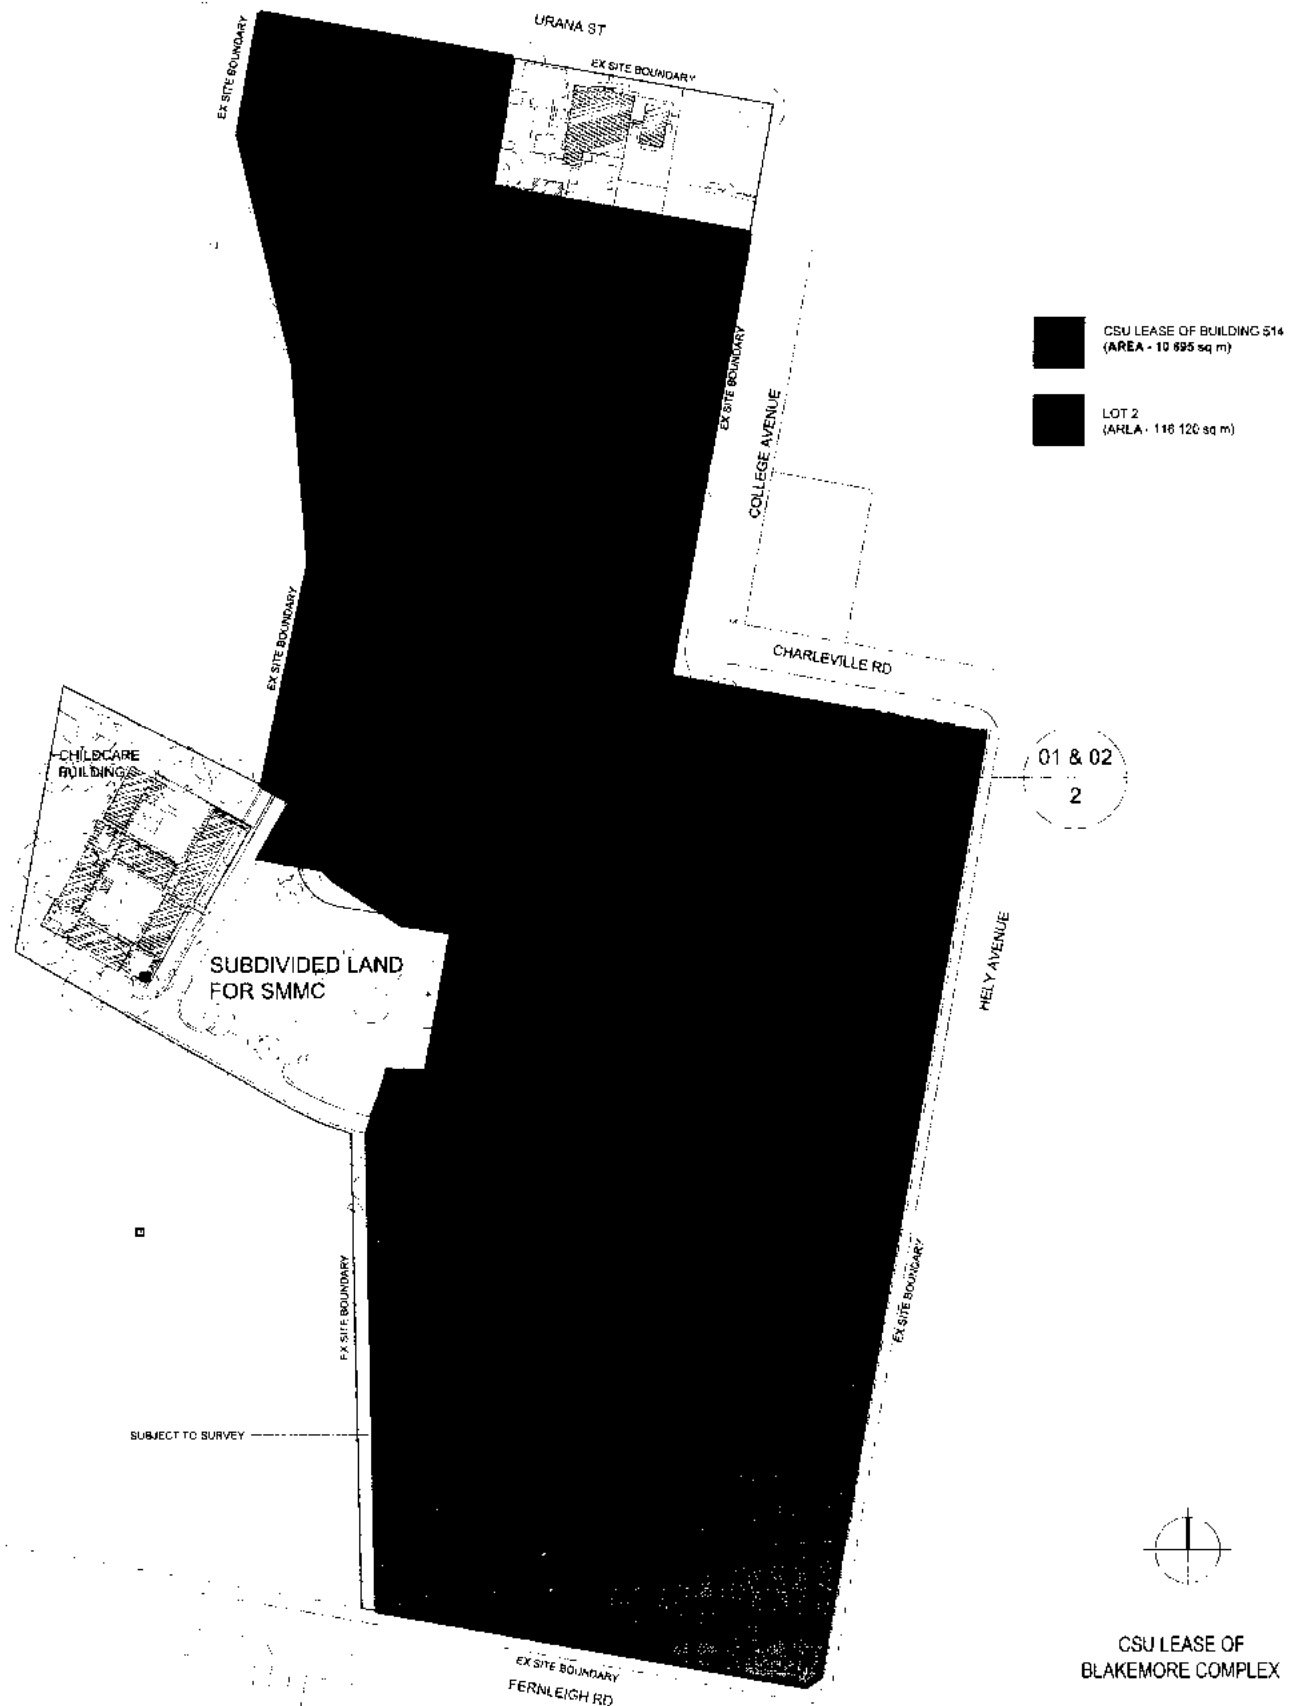 URANA ST
EX SITE BOUNDARY
EX SITE BOUNDARY
EX SITE BOUNDARY
COLLEGE AVENUE
CSU LEASE OF BUILDING 514
(AREA - 10 695 sq m)
LOT 2
(AREA - 116 120 sq m)
EX SITE BOUNDARY
CHARLEVILLE RD
CHILDCARE
BUILDING
01 & 02
2
HELY AVENUE
SUBDIVIDED LAND
FOR SMMC
EX SITE BOUNDARY
EX SITE BOUNDARY
SUBJECT TO SURVEY
EX SITE BOUNDARY
FERNLEIGH RD
CSU LEASE OF
BLAKEMORE COMPLEX